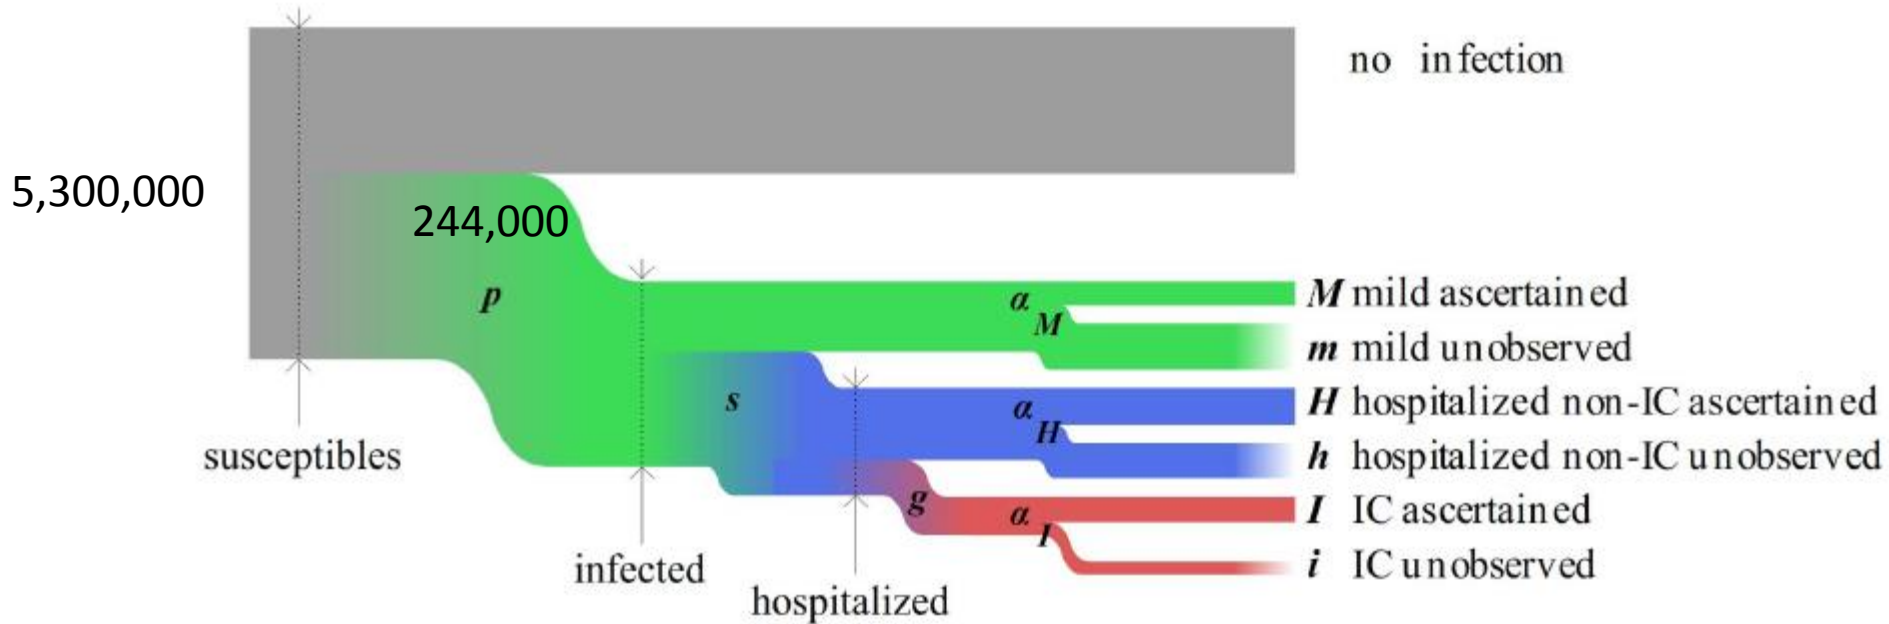 no infection
5,300,000
244,000
p
α M
M mild ascertained
m mild unobserved
s
α H
H hospitalized non-IC ascertained
h hospitalized non-IC unobserved
susceptibles
g
α I
I IC ascertained
i IC unobserved
infected
hospitalized